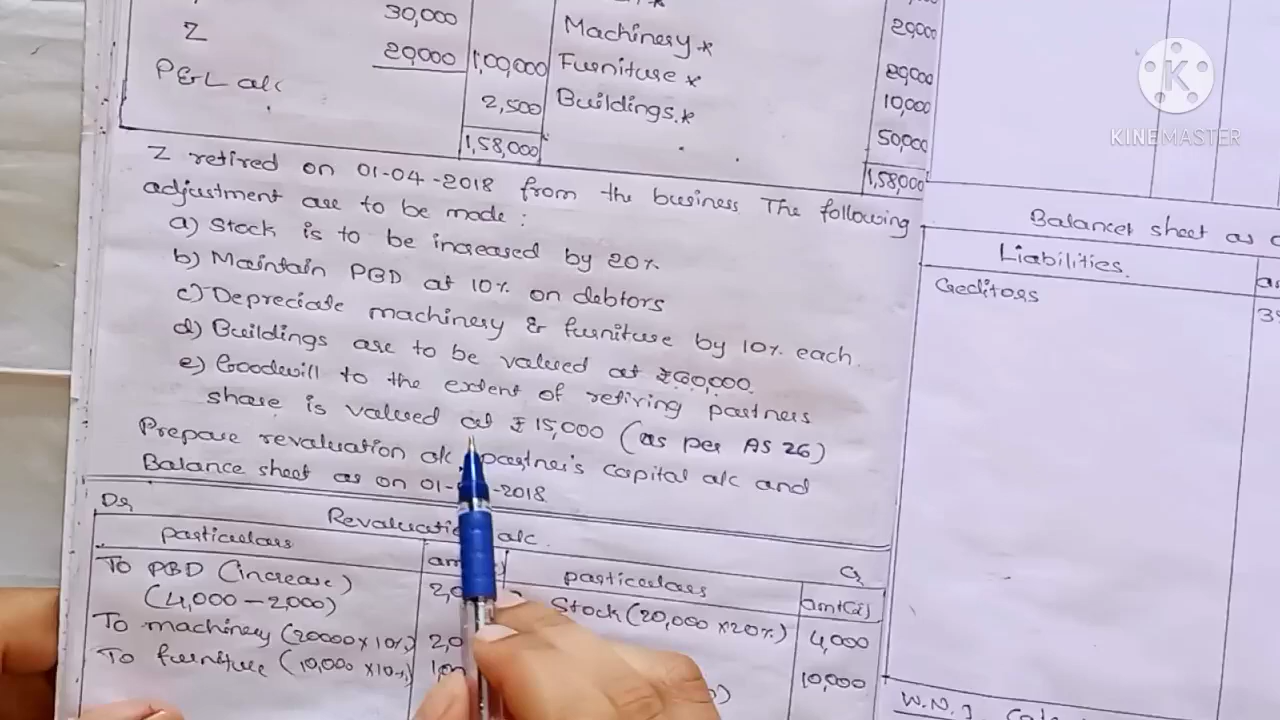 30,000
Z 20,000 1,00,000
P&L a/c 2,500
1,58,000
Machinery * 20,000
Furniture * 10,000
Buildings * 50,000
1,58,000
20,000
KINEMASTER
Z retired on 01-04-2018 from the business The following
adjustment are to be made :
a) Stock is to be increased by 20%
b) Maintain PBD at 10% on debtors
c) Depreciate machinery & furniture by 10% each.
d) Buildings are to be valued at ₹60,000.
e) Goodwill to the extent of retiring partners
share is valued at ₹15,000 (as per AS 26)
Prepare revaluation a/c, partner's capital a/c and
Balance sheet as on 01- -2018
Dr Revaluation a/c. Cr
particulars particulars amt(₹)
To PBD (increase)
(4,000 - 2,000) Stock (20,000 x 20%) 4,000
To machinery (20000 x 10%)
To furniture (10,000 x 10%) 10,000
Balance sheet as
Liabilities.
Creditors
W.N.